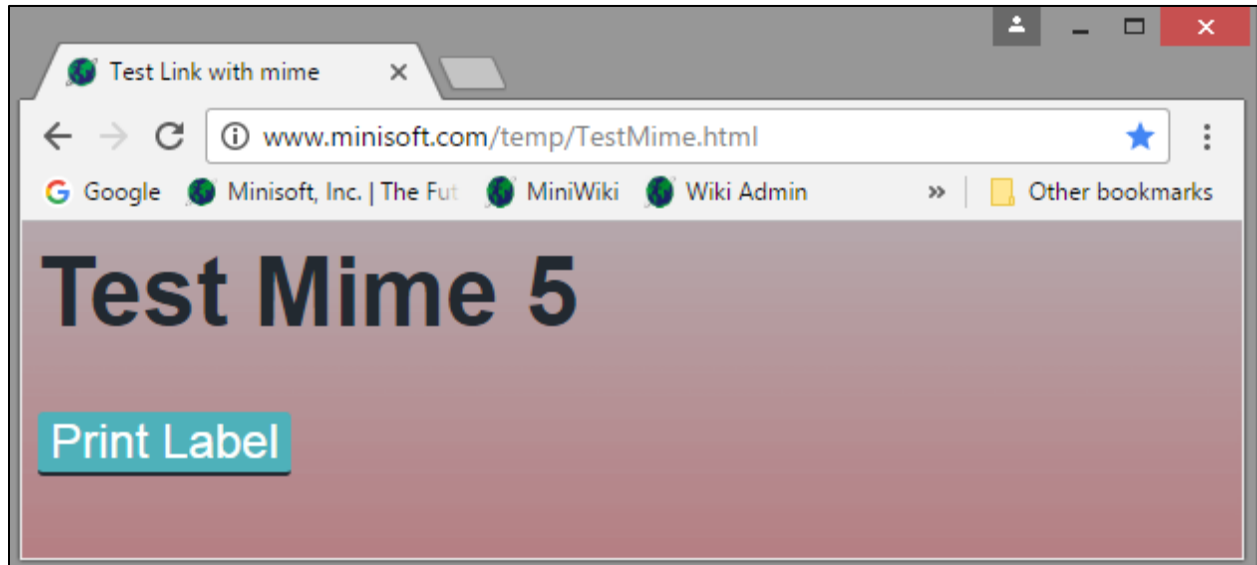 Test Link with mime
www.minisoft.com/temp/TestMime.html
Google Minisoft, Inc. | The Fut MiniWiki Wiki Admin » Other bookmarks
Test Mime 5
Print Label